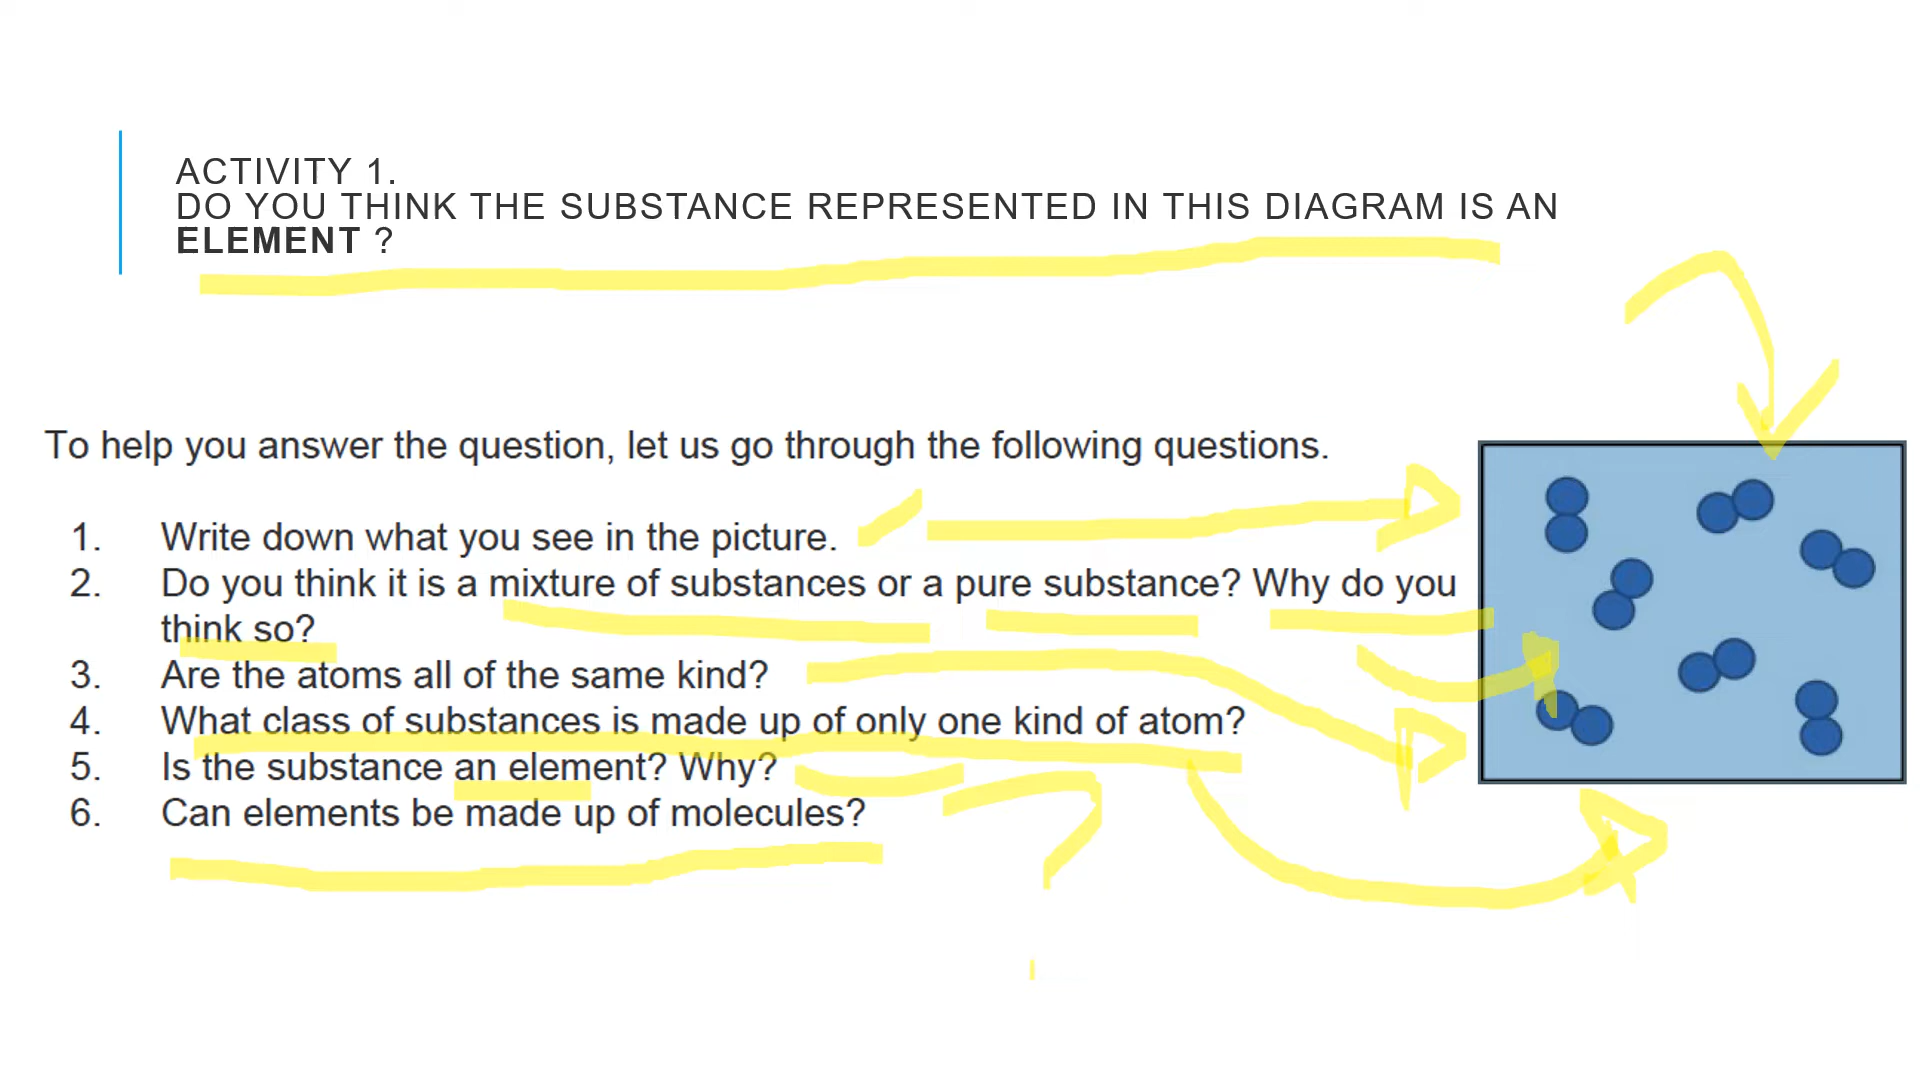 ACTIVITY 1.
DO YOU THINK THE SUBSTANCE REPRESENTED IN THIS DIAGRAM IS AN
ELEMENT ?
To help you answer the question, let us go through the following questions.
1. Write down what you see in the picture.
2. Do you think it is a mixture of substances or a pure substance? Why do you
think so?
3. Are the atoms all of the same kind?
4. What class of substances is made up of only one kind of atom?
5. Is the substance an element? Why?
6. Can elements be made up of molecules?